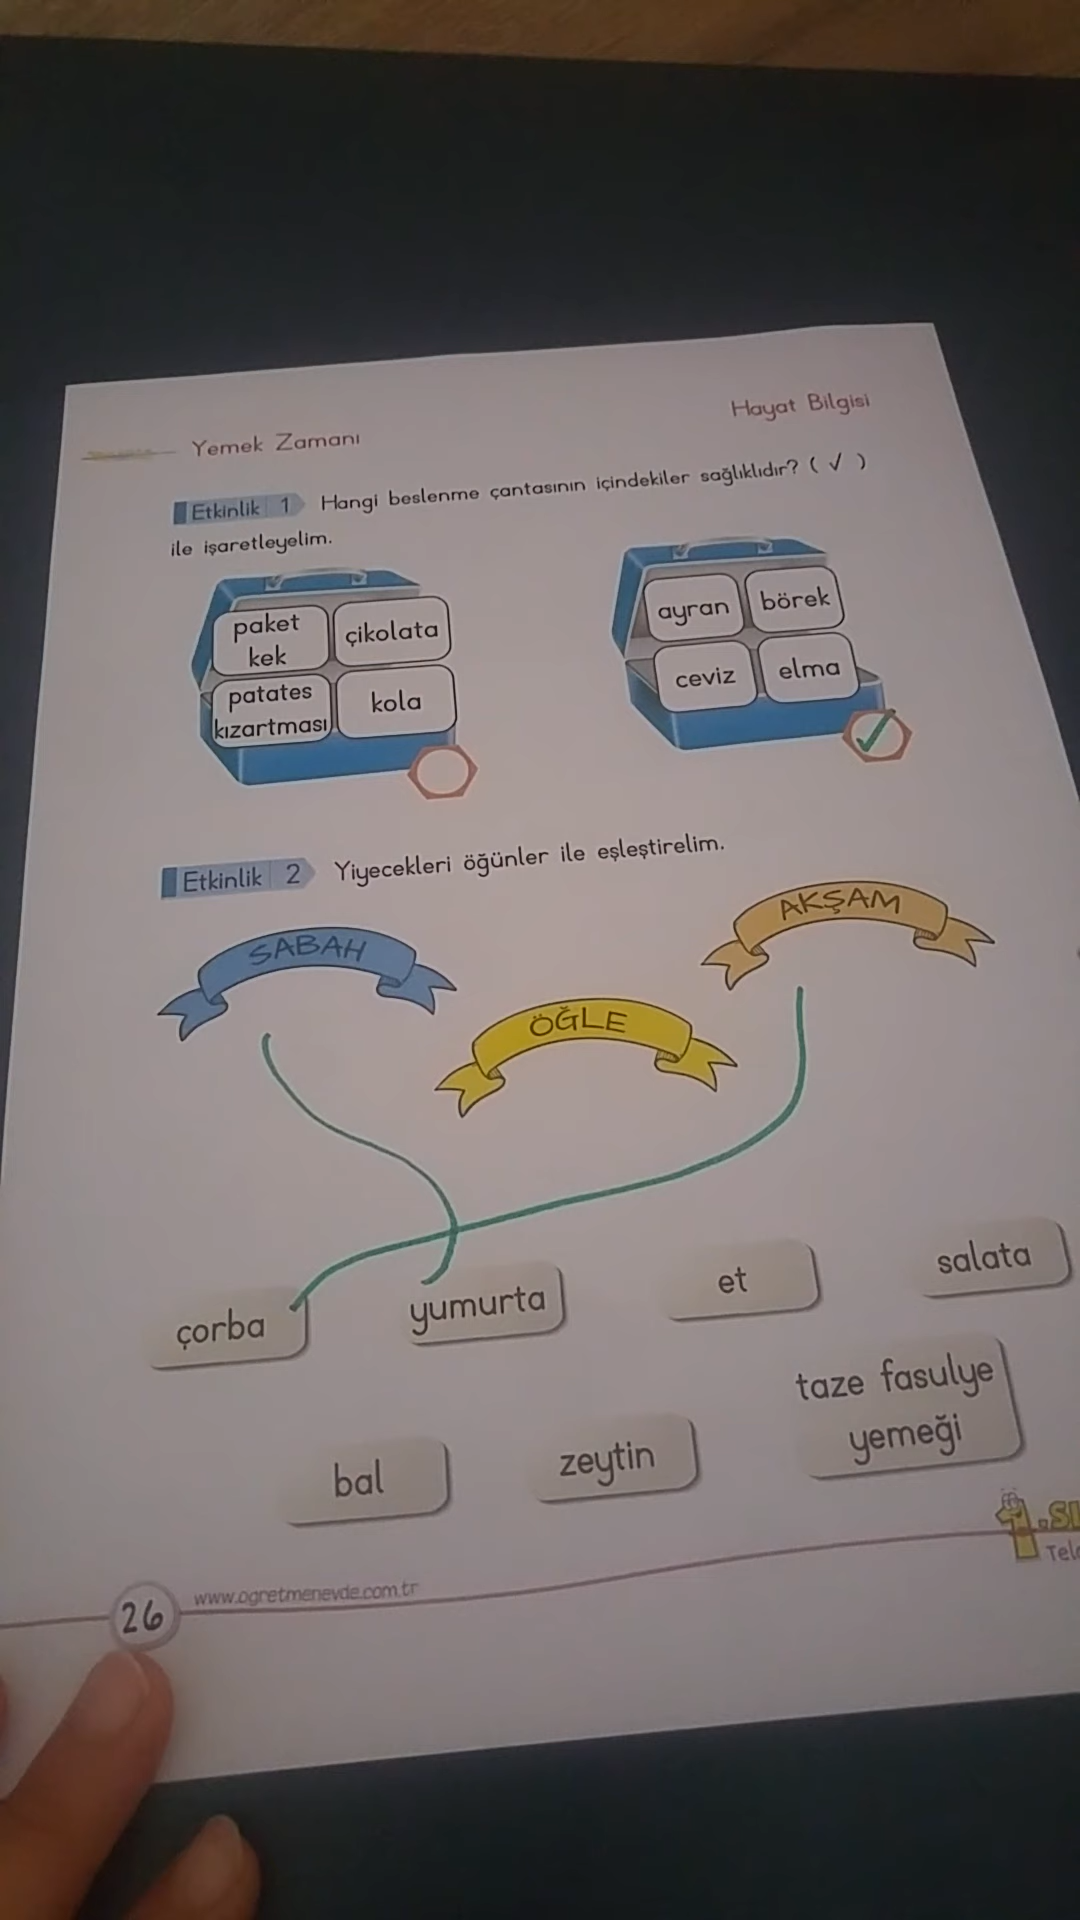 Yemek Zamanı
Hayat Bilgisi
Etkinlik 1 Hangi beslenme çantasının içindekiler sağlıklıdır? ( √ )
ile işaretleyelim.
paket
kek
çikolata
patates
kızartması
kola
ayran
börek
ceviz
elma
Etkinlik 2 Yiyecekleri öğünler ile eşleştirelim.
SABAH
AKŞAM
ÖĞLE
çorba
yumurta
et
salata
bal
zeytin
taze fasulye
yemeği
26
www.ogretmenevde.com.tr